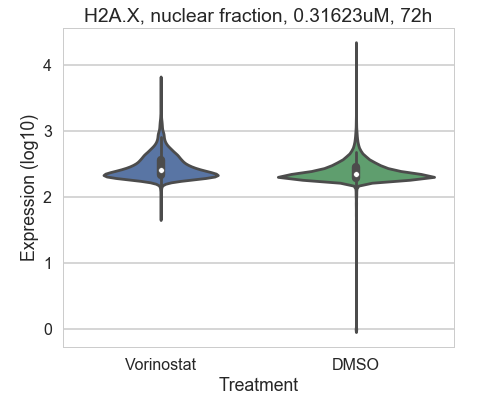 H2A.X, nuclear fraction, 0.31623uM, 72h
Expression (log10)
4
3
2
1
0
Vorinostat DMSO
Treatment